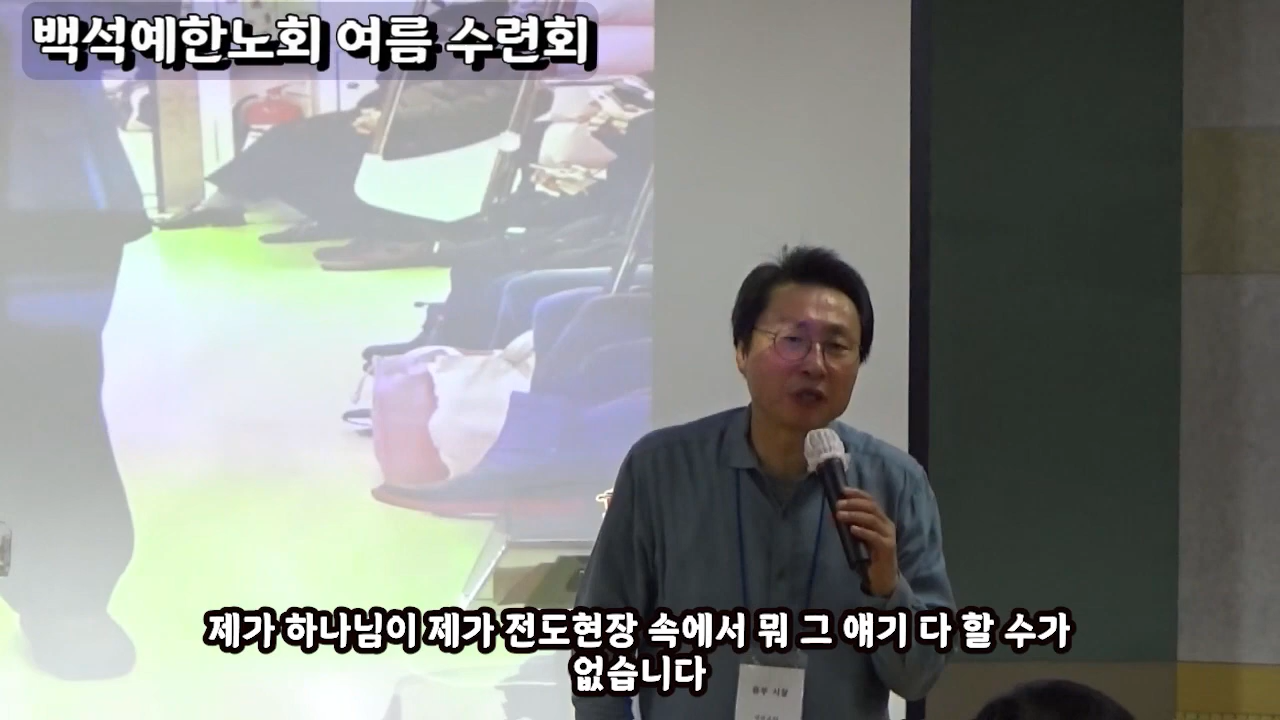 백석예한노회 여름 수련회
제가 하나님이 제가 전도현장 속에서 뭐 그 얘기 다 할 수가
없습니다